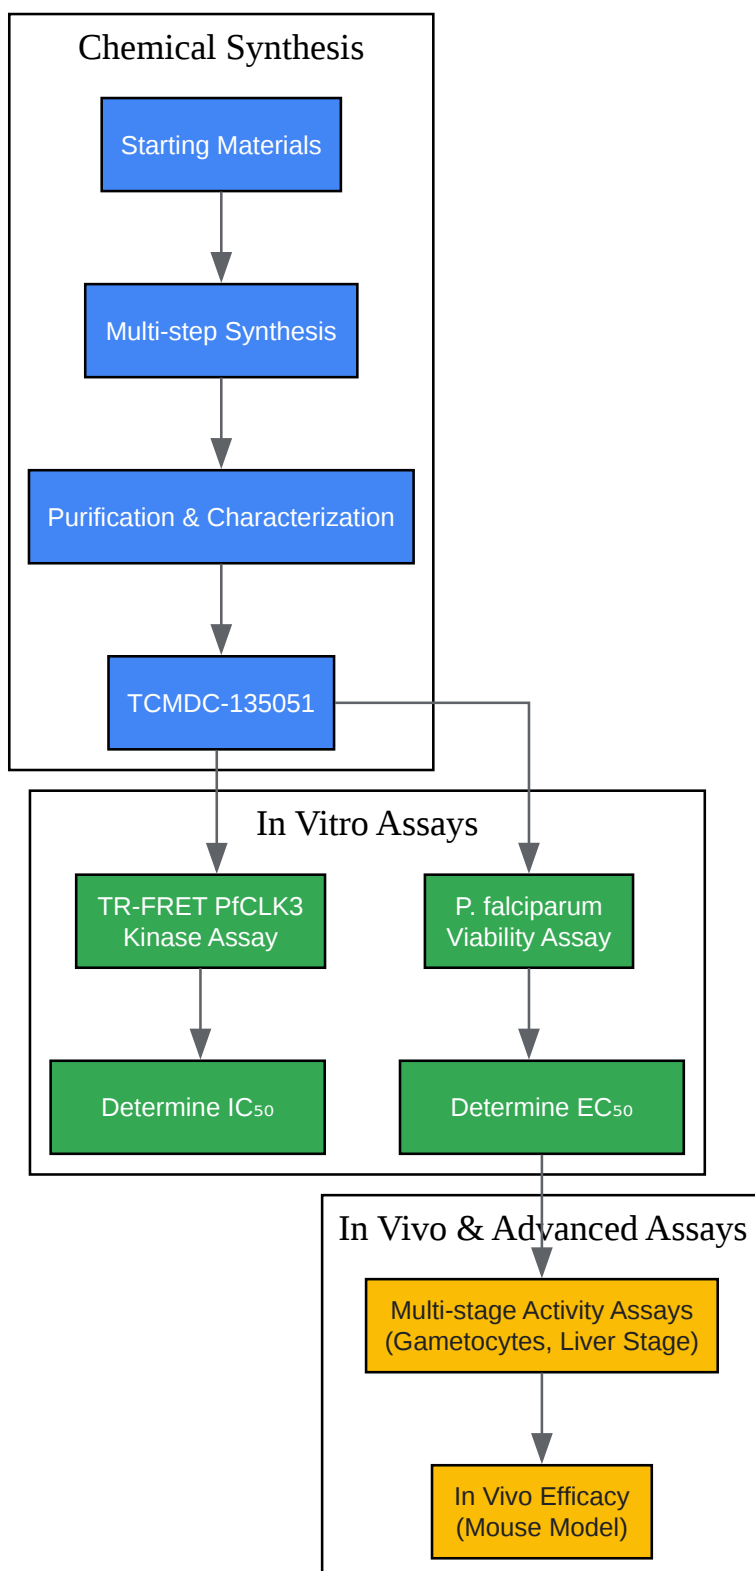 Chemical Synthesis
Starting Materials
Multi-step Synthesis
Purification & Characterization
TCMDC-135051
In Vitro Assays
TR-FRET PfCLK3
Kinase Assay
P. falciparum
Viability Assay
Determine IC₅₀
Determine EC₅₀
In Vivo & Advanced Assays
Multi-stage Activity Assays
(Gametocytes, Liver Stage)
In Vivo Efficacy
(Mouse Model)